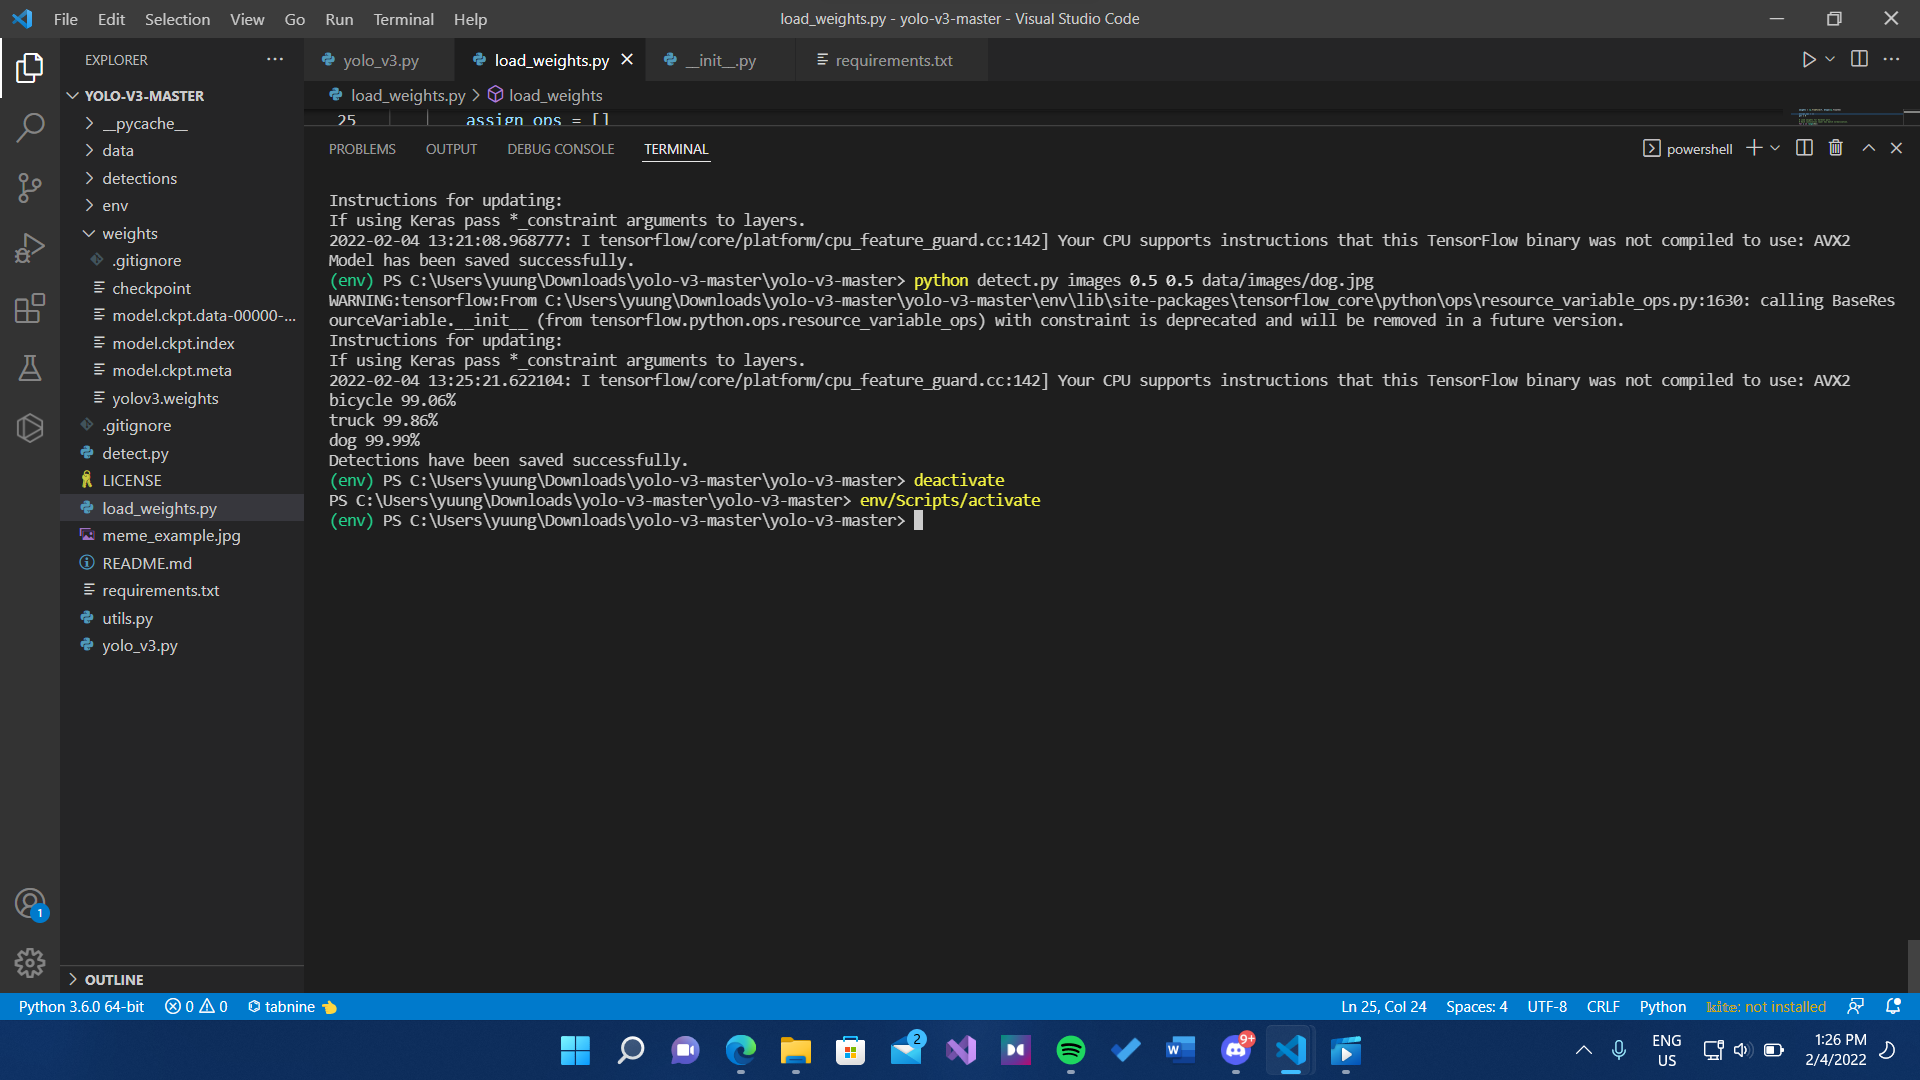 File Edit Selection View Go Run Terminal Help
load_weights.py - yolo-v3-master - Visual Studio Code
EXPLORER
YOLO-V3-MASTER
__pycache__
data
detections
env
weights
.gitignore
checkpoint
model.ckpt.data-00000-...
model.ckpt.index
model.ckpt.meta
yolov3.weights
.gitignore
detect.py
LICENSE
load_weights.py
meme_example.jpg
README.md
requirements.txt
utils.py
yolo_v3.py
OUTLINE
yolo_v3.py load_weights.py __init__.py requirements.txt
load_weights.py > load_weights
25 assign_ops = []
PROBLEMS OUTPUT DEBUG CONSOLE TERMINAL
powershell
Instructions for updating:
If using Keras pass *_constraint arguments to layers.
2022-02-04 13:21:08.968777: I tensorflow/core/platform/cpu_feature_guard.cc:142] Your CPU supports instructions that this TensorFlow binary was not compiled to use: AVX2
Model has been saved successfully.
(env) PS C:\Users\yuung\Downloads\yolo-v3-master\yolo-v3-master> python detect.py images 0.5 0.5 data/images/dog.jpg
WARNING:tensorflow:From C:\Users\yuung\Downloads\yolo-v3-master\yolo-v3-master\env\lib\site-packages\tensorflow_core\python\ops\resource_variable_ops.py:1630: calling BaseRes
ourceVariable.__init__ (from tensorflow.python.ops.resource_variable_ops) with constraint is deprecated and will be removed in a future version.
Instructions for updating:
If using Keras pass *_constraint arguments to layers.
2022-02-04 13:25:21.622104: I tensorflow/core/platform/cpu_feature_guard.cc:142] Your CPU supports instructions that this TensorFlow binary was not compiled to use: AVX2
bicycle 99.06%
truck 99.86%
dog 99.99%
Detections have been saved successfully.
(env) PS C:\Users\yuung\Downloads\yolo-v3-master\yolo-v3-master> deactivate
PS C:\Users\yuung\Downloads\yolo-v3-master\yolo-v3-master> env/Scripts/activate
(env) PS C:\Users\yuung\Downloads\yolo-v3-master\yolo-v3-master>
1
Python 3.6.0 64-bit 0 0 tabnine
Ln 25, Col 24 Spaces: 4 UTF-8 CRLF Python kite: not installed
2
9+
ENG
US
1:26 PM
2/4/2022